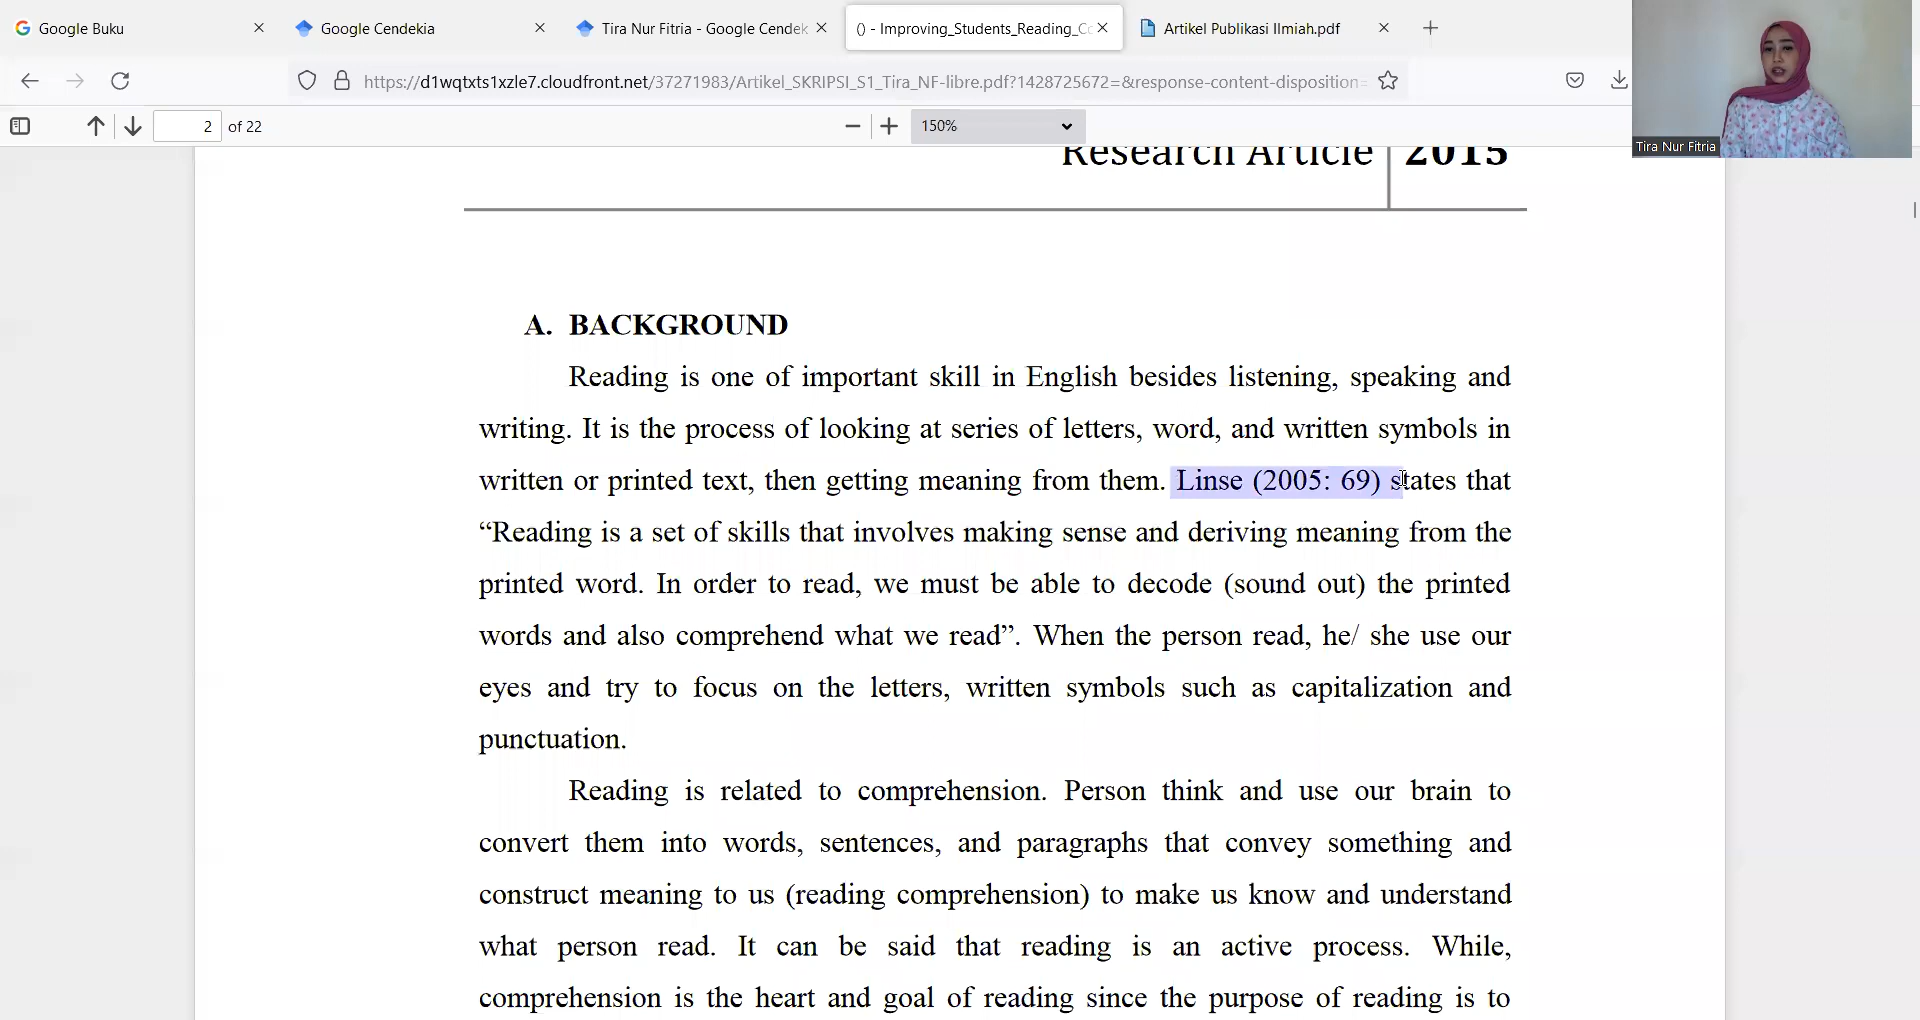 Google Buku
Google Cendekia
Tira Nur Fitria - Google Cendek
() - Improving_Students_Reading_Cc
Artikel Publikasi Ilmiah.pdf
https://d1wqtxts1xzle7.cloudfront.net/37271983/Artikel_SKRIPSI_S1_Tira_NF-libre.pdf?1428725672=&response-content-disposition=
2 of 22
150%
Tira Nur Fitria
Research Article 2015
A. BACKGROUND
Reading is one of important skill in English besides listening, speaking and
writing. It is the process of looking at series of letters, word, and written symbols in
written or printed text, then getting meaning from them. Linse (2005: 69) states that
“Reading is a set of skills that involves making sense and deriving meaning from the
printed word. In order to read, we must be able to decode (sound out) the printed
words and also comprehend what we read”. When the person read, he/ she use our
eyes and try to focus on the letters, written symbols such as capitalization and
punctuation.
Reading is related to comprehension. Person think and use our brain to
convert them into words, sentences, and paragraphs that convey something and
construct meaning to us (reading comprehension) to make us know and understand
what person read. It can be said that reading is an active process. While,
comprehension is the heart and goal of reading since the purpose of reading is to